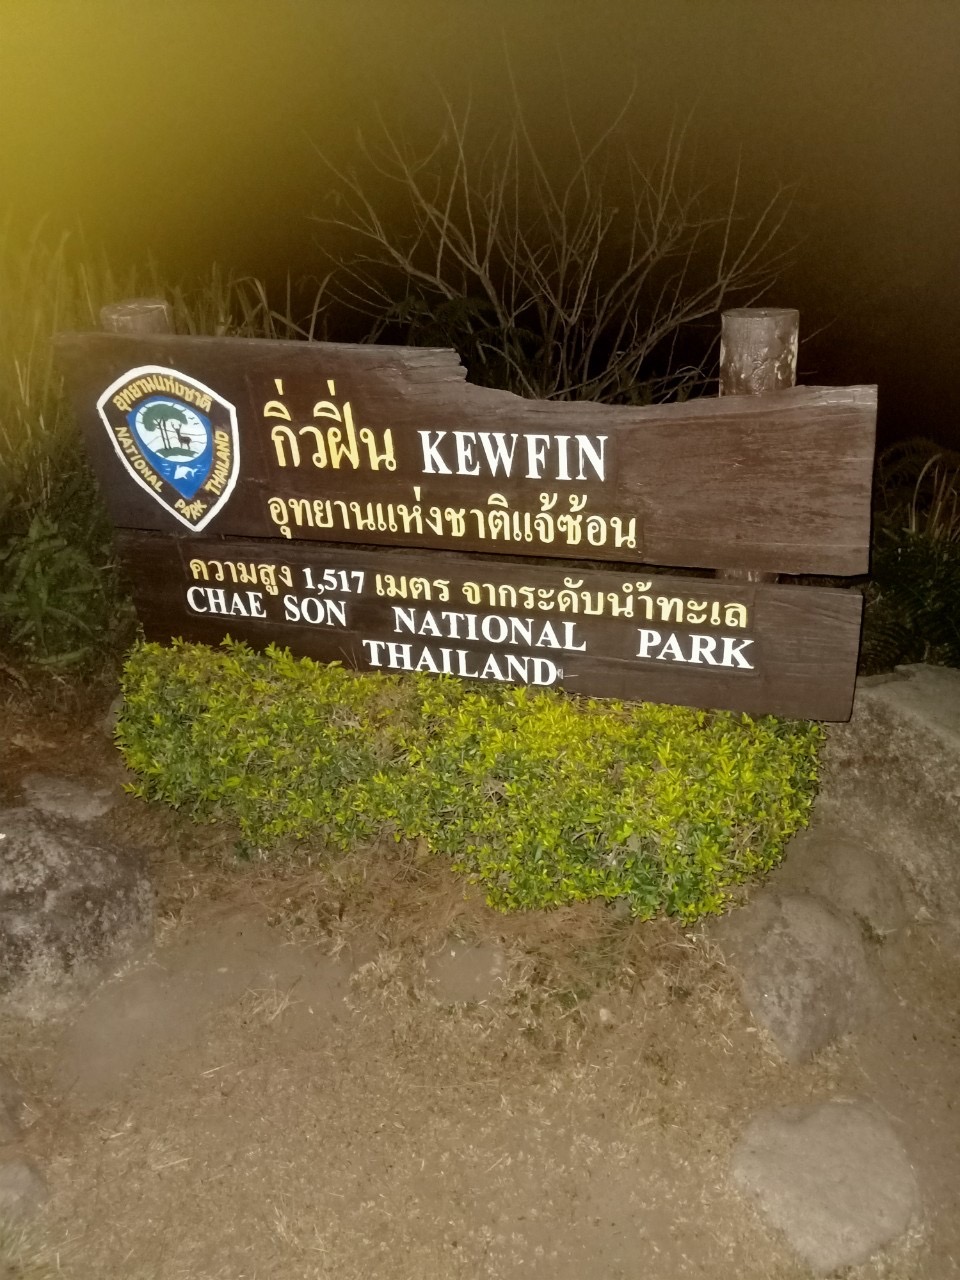 อุทยานแห่งชาติ
NATIONAL PARK THAILAND
กิ่วฝิ่น KEWFIN
อุทยานแห่งชาติแจ้ซ้อน
ความสูง 1,517 เมตร จากระดับน้ำทะเล
CHAE SON NATIONAL PARK
THAILAND